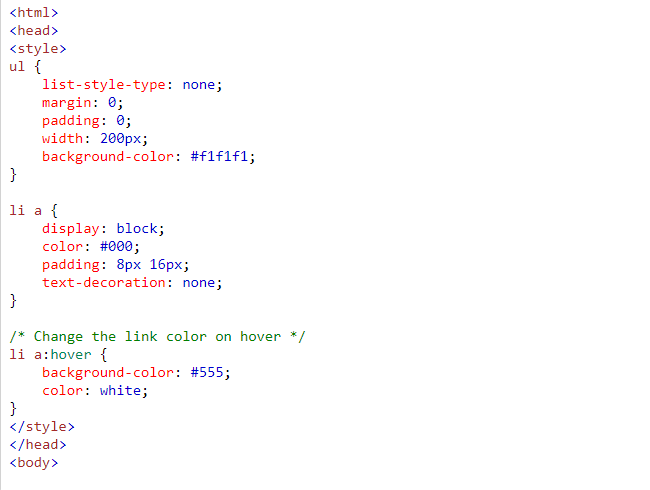 <html>
<head>
<style>
ul {
    list-style-type: none;
    margin: 0;
    padding: 0;
    width: 200px;
    background-color: #f1f1f1;
}

li a {
    display: block;
    color: #000;
    padding: 8px 16px;
    text-decoration: none;
}

/* Change the link color on hover */
li a:hover {
    background-color: #555;
    color: white;
}
</style>
</head>
<body>